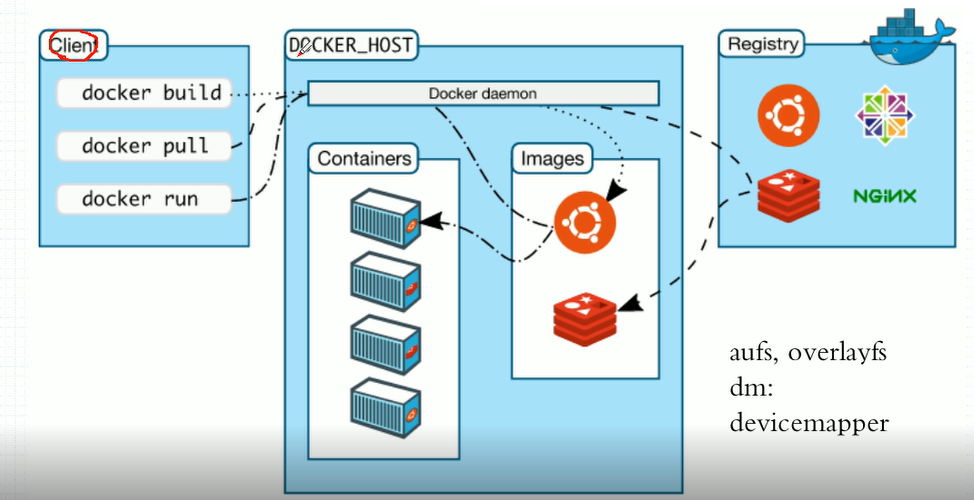 Client
docker build
docker pull
docker run
DOCKER_HOST
Docker daemon
Containers
Images
Registry
NGiNX
aufs, overlayfs
dm:
devicemapper